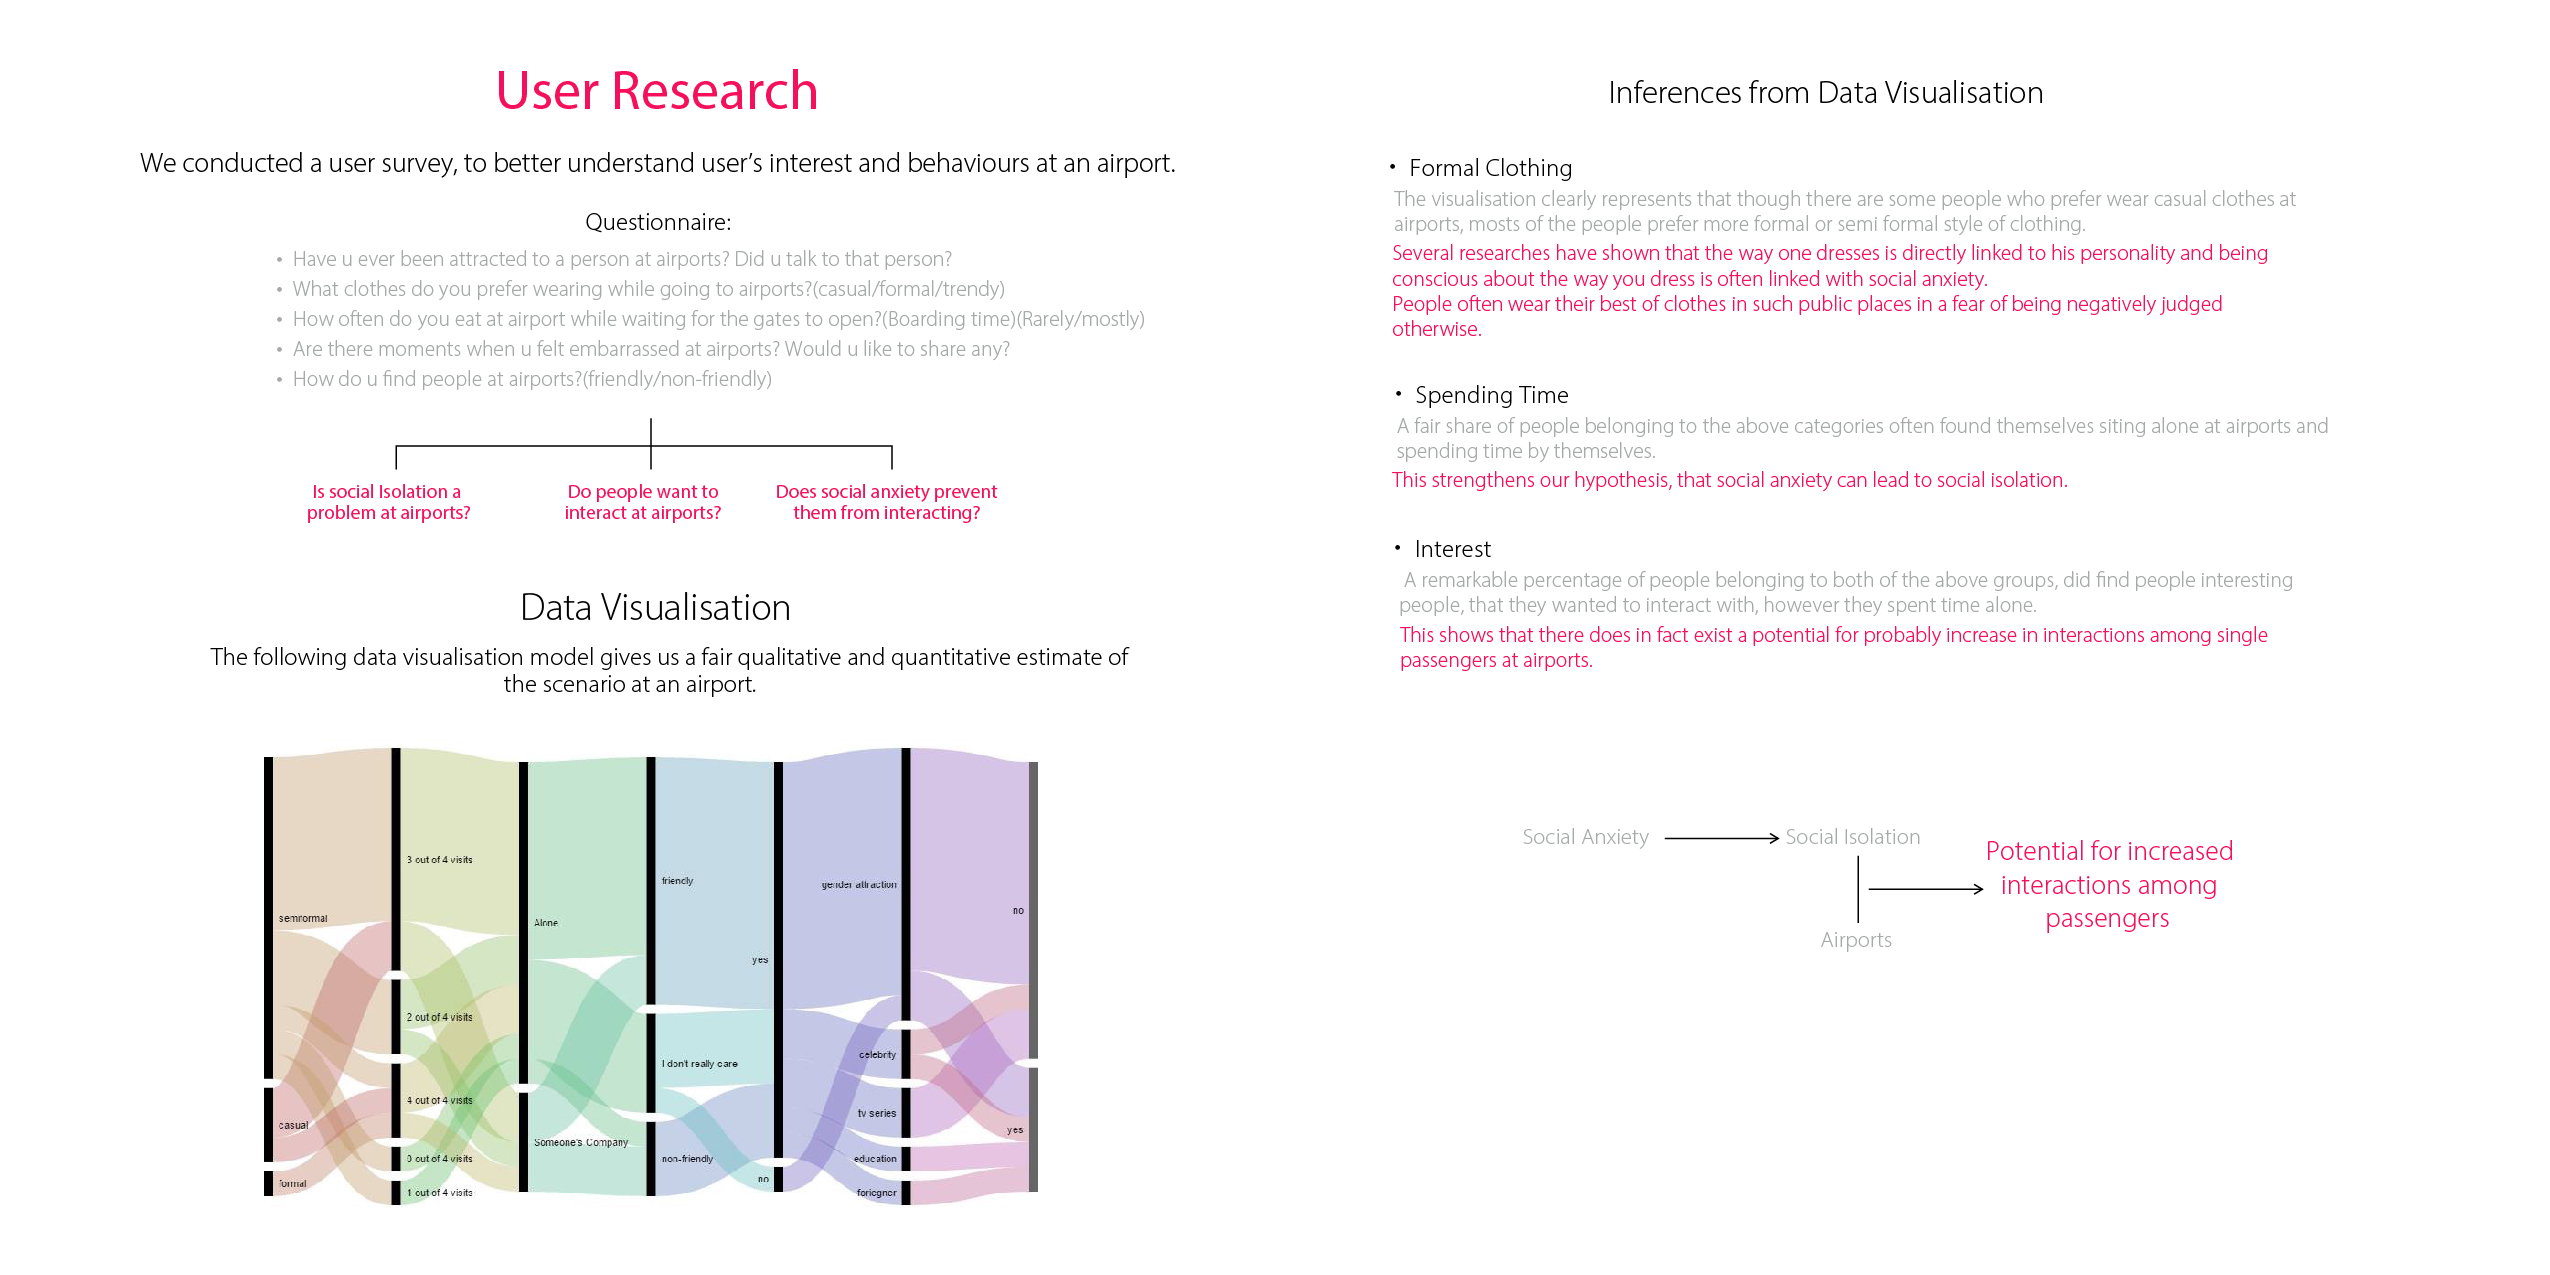 User Research
We conducted a user survey, to better understand user's interest and behaviours at an airport.
Questionnaire:
• Have u ever been attracted to a person at airports? Did u talk to that person?
• What clothes do you prefer wearing while going to airports?(casual/formal/trendy)
• How often do you eat at airport while waiting for the gates to open?(Boarding time)(Rarely/mostly)
• Are there moments when u felt embarrassed at airports? Would u like to share any?
• How do u find people at airports?(friendly/non-friendly)
Is social Isolation a
problem at airports?
Do people want to
interact at airports?
Does social anxiety prevent
them from interacting?
Data Visualisation
The following data visualisation model gives us a fair qualitative and quantitative estimate of
the scenario at an airport.
semiformal
casual
formal
3 out of 4 visits
2 out of 4 visits
4 out of 4 visits
0 out of 4 visits
1 out of 4 visits
Alone
Someone's Company
friendly
I don't really care
non-friendly
yes
no
gender attraction
celebrity
tv series
education
foriegner
no
yes
Inferences from Data Visualisation
• Formal Clothing
The visualisation clearly represents that though there are some people who prefer wear casual clothes at
airports, mosts of the people prefer more formal or semi formal style of clothing.
Several researches have shown that the way one dresses is directly linked to his personality and being
conscious about the way you dress is often linked with social anxiety.
People often wear their best of clothes in such public places in a fear of being negatively judged
otherwise.
• Spending Time
A fair share of people belonging to the above categories often found themselves siting alone at airports and
spending time by themselves.
This strengthens our hypothesis, that social anxiety can lead to social isolation.
• Interest
A remarkable percentage of people belonging to both of the above groups, did find people interesting
people, that they wanted to interact with, however they spent time alone.
This shows that there does in fact exist a potential for probably increase in interactions among single
passengers at airports.
Social Anxiety
Social Isolation
Airports
Potential for increased
interactions among
passengers